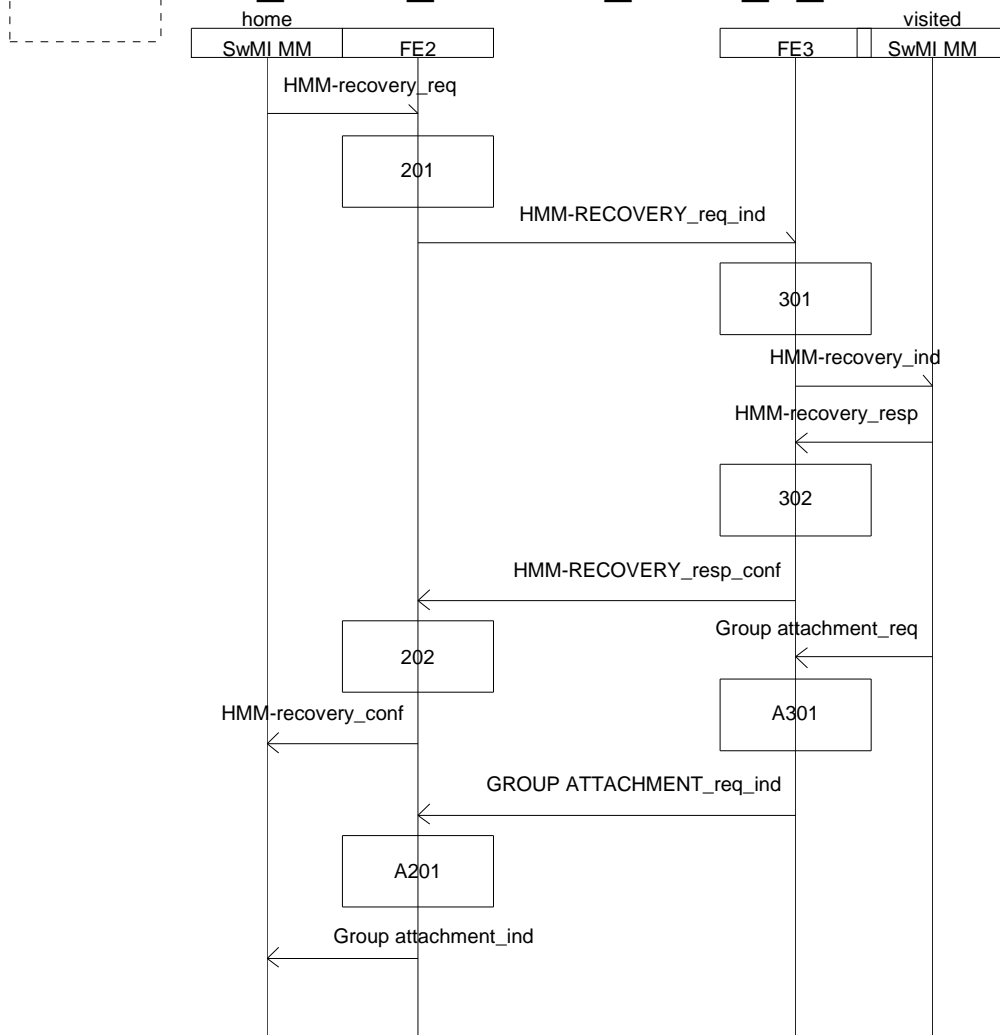 home
visited
SwMI MM
FE2
FE3
SwMI MM
HMM-recovery_req
201
HMM-RECOVERY_req_ind
301
HMM-recovery_ind
HMM-recovery_resp
302
HMM-RECOVERY_resp_conf
Group attachment_req
202
A301
HMM-recovery_conf
GROUP ATTACHMENT_req_ind
A201
Group attachment_ind